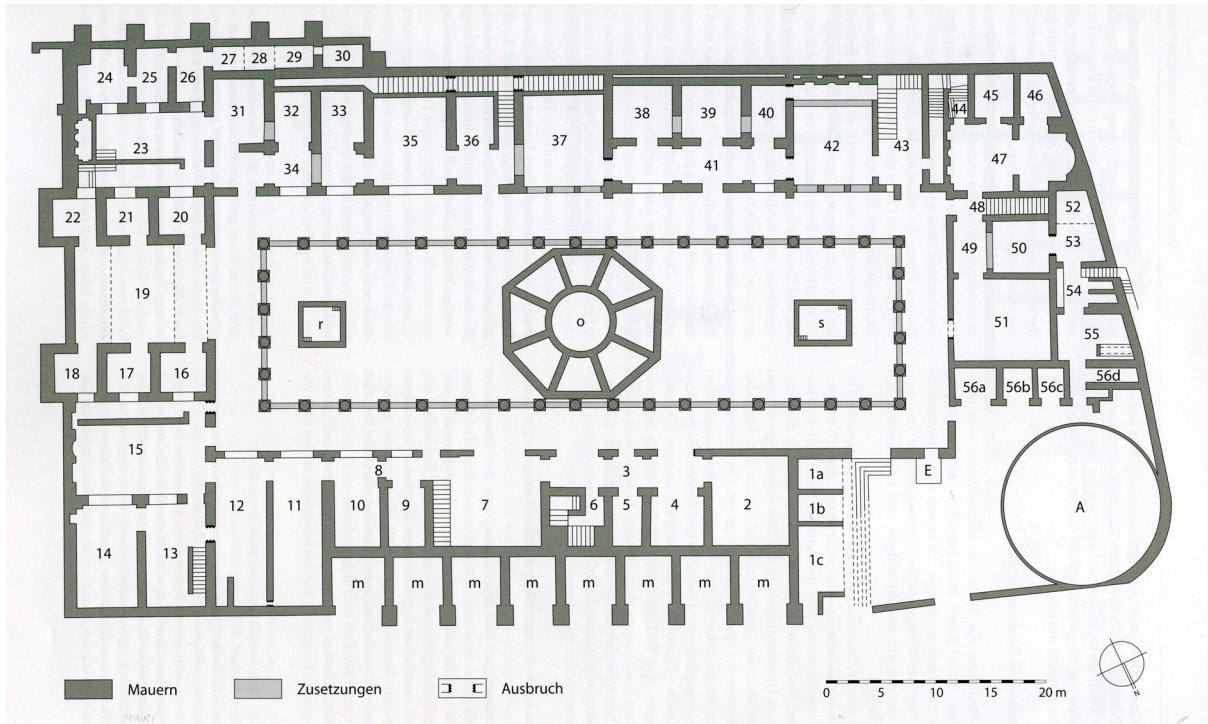 27 28 29 30
24 25 26
44 45 46
31 32 33 38 39 40
35 36 37 42 43
23 34 41 47
22 21 20 48 52
49 50 53
19 54
r o s 51 55
18 17 16 56a 56b 56c 56d
15 8 3 1a E
12 11 10 9 7 6 5 4 2 1b A
14 13 1c
m m m m m m m m
N
Mauern Zusetzungen Ausbruch
0 5 10 15 20 m